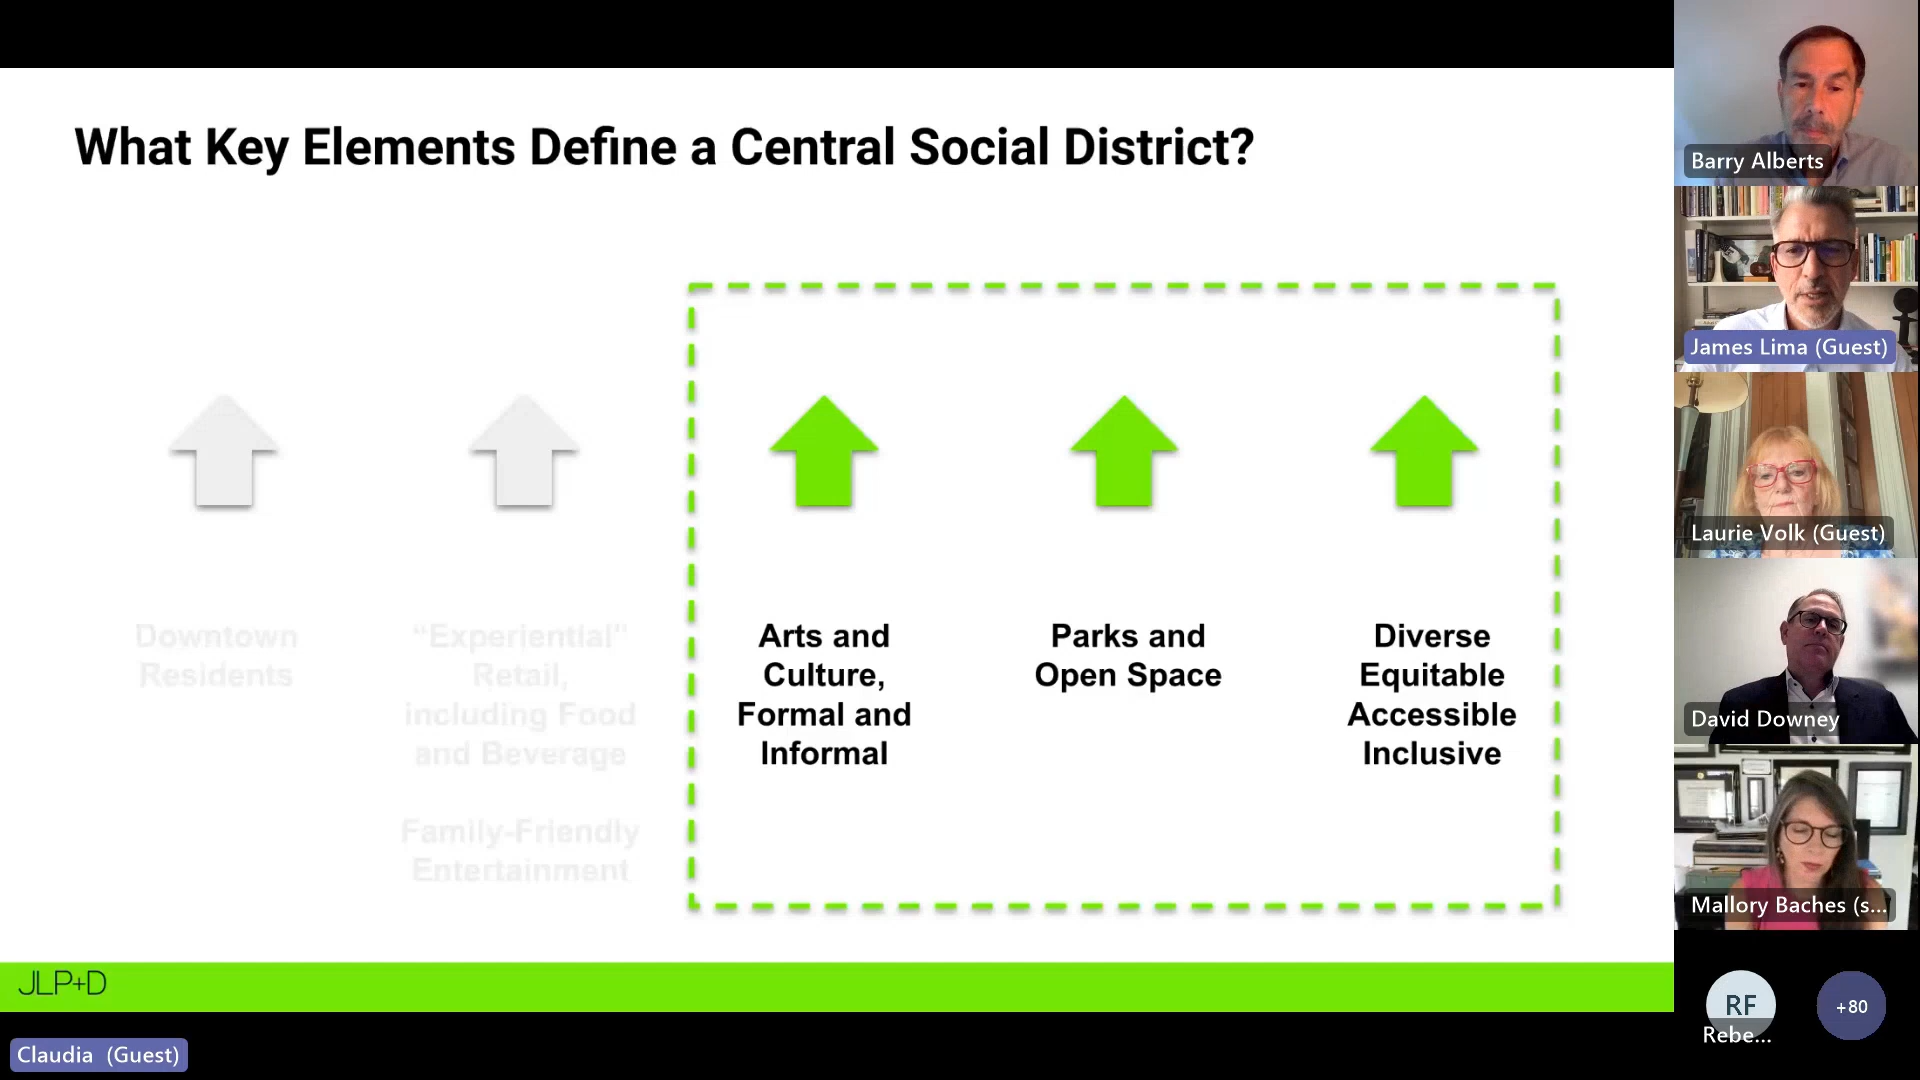 What Key Elements Define a Central Social District?
Downtown
Residents
“Experiential”
Retail,
including Food
and Beverage
Family-Friendly
Entertainment
Arts and
Culture,
Formal and
Informal
Parks and
Open Space
Diverse
Equitable
Accessible
Inclusive
JLP+D
Claudia (Guest)
Barry Alberts
James Lima (Guest)
Laurie Volk (Guest)
David Downey
Mallory Baches (s...
RF
Rebe...
+80